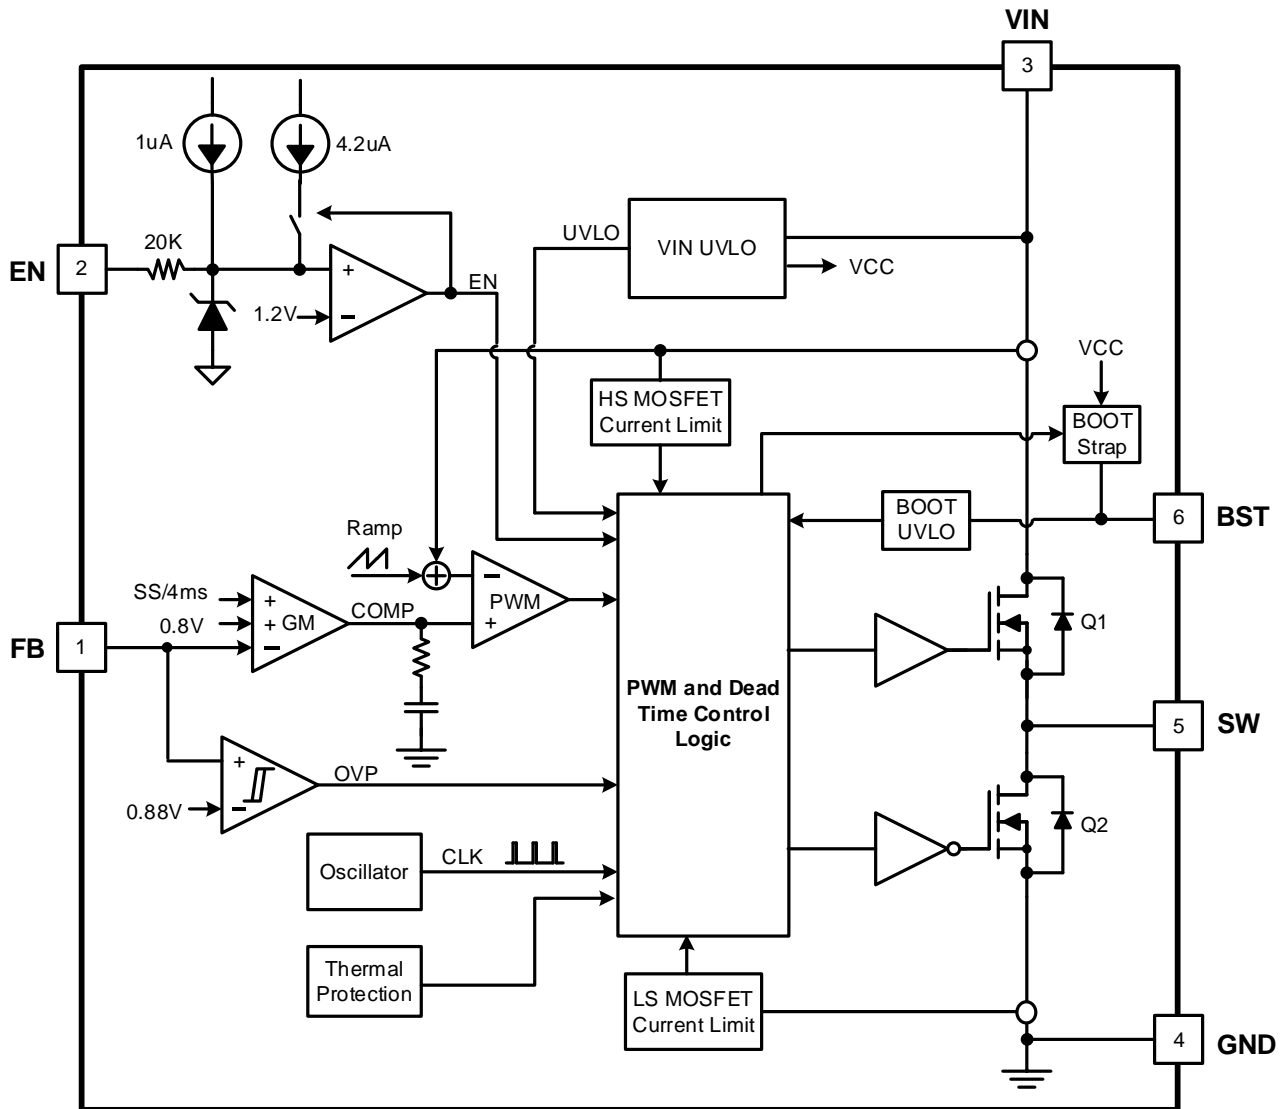 VIN
3
1uA
4.2uA
20K
EN
2
+
−
1.2V
EN
UVLO
VIN UVLO
VCC
VCC
HS MOSFET
Current Limit
BOOT
Strap
BOOT
UVLO
6
BST
Ramp
SS/4ms
0.8V
+
+
−
GM
COMP
−
+
PWM
FB
1
PWM and Dead
Time Control
Logic
Q1
5
SW
+
−
0.88V
OVP
Q2
Oscillator
CLK
Thermal
Protection
LS MOSFET
Current Limit
4
GND